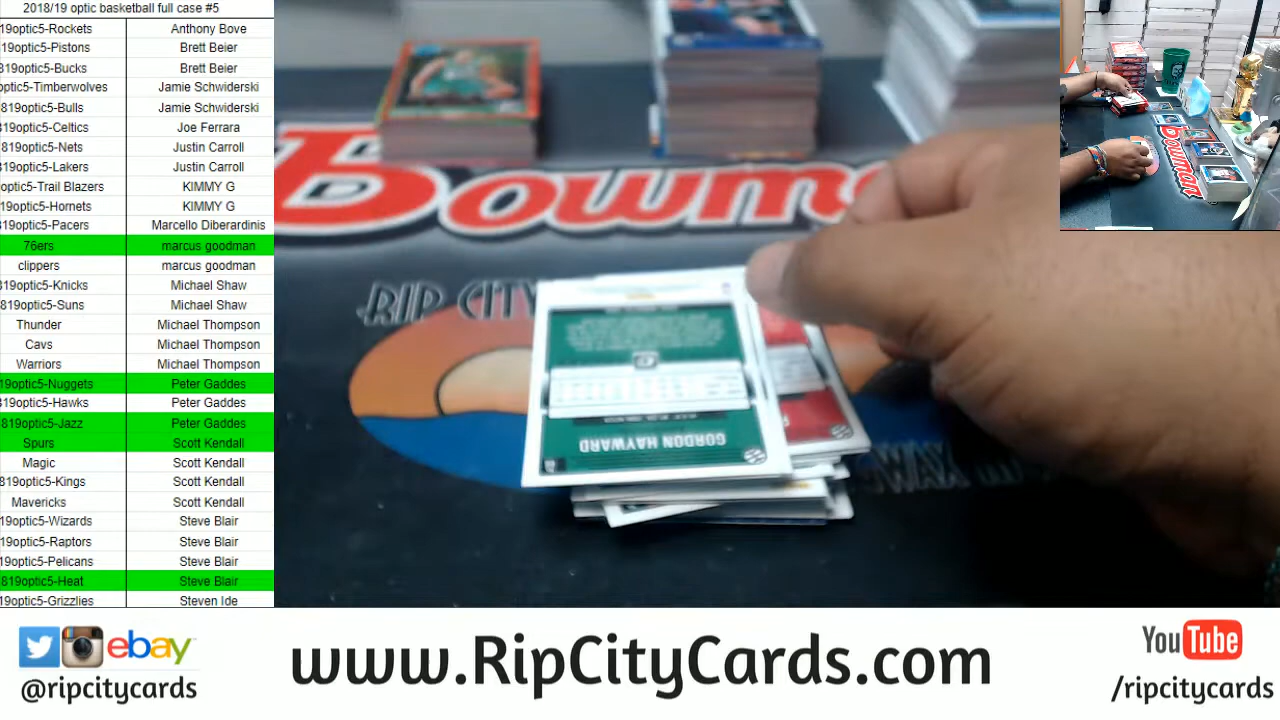 2018/19 optic basketball full case #5
19optic5-Rockets Anthony Bove
19optic5-Pistons Brett Beier
819optic5-Bucks Brett Beier
optic5-Timberwolves Jamie Schwiderski
819optic5-Bulls Jamie Schwiderski
19optic5-Celtics Joe Ferrara
819optic5-Nets Justin Carroll
19optic5-Lakers Justin Carroll
optic5-Trail Blazers KIMMY G
19optic5-Hornets KIMMY G
819optic5-Pacers Marcello Diberardinis
76ers marcus goodman
clippers marcus goodman
819optic5-Knicks Michael Shaw
819optic5-Suns Michael Shaw
Thunder Michael Thompson
Cavs Michael Thompson
Warriors Michael Thompson
19optic5-Nuggets Peter Gaddes
819optic5-Hawks Peter Gaddes
819optic5-Jazz Peter Gaddes
Spurs Scott Kendall
Magic Scott Kendall
819optic5-Kings Scott Kendall
Mavericks Scott Kendall
19optic5-Wizards Steve Blair
19optic5-Raptors Steve Blair
19optic5-Pelicans Steve Blair
819optic5-Heat Steve Blair
19optic5-Grizzlies Steven Ide
Bowm
RIP CITY
GORDON HAYWARD
Bowman
ebay
@ripcitycards
www.RipCityCards.com
YouTube
/ripcitycards